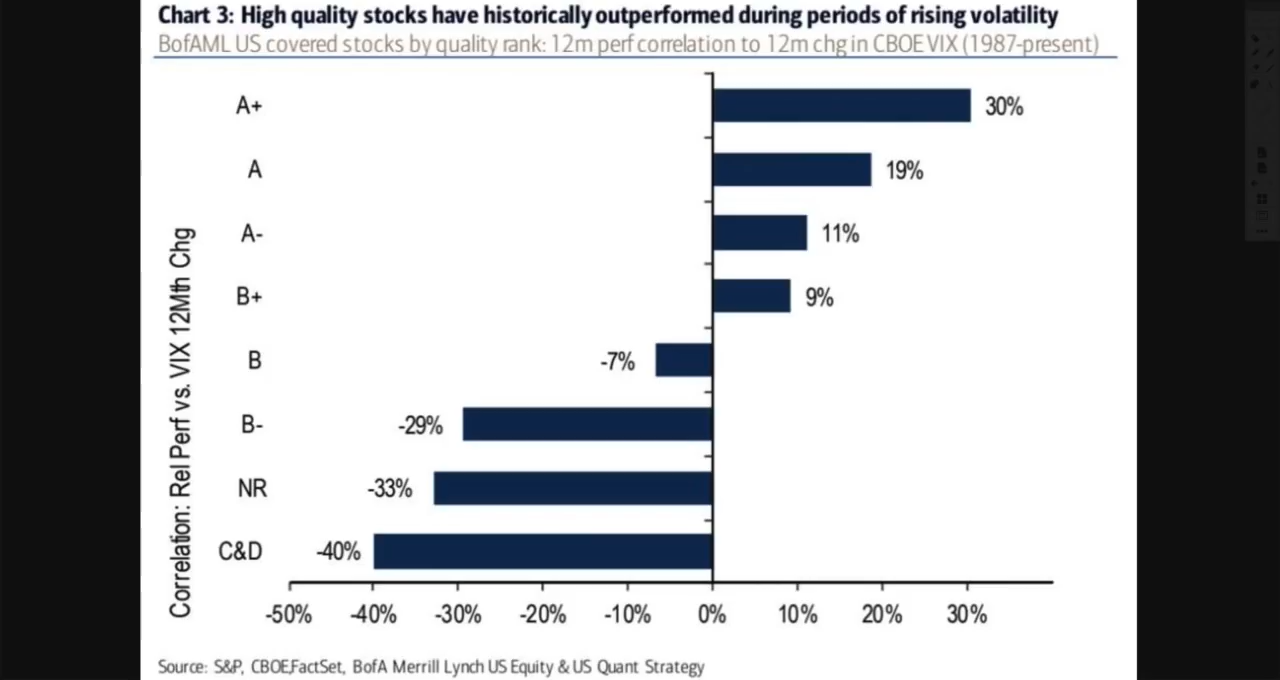 Chart 3: High quality stocks have historically outperformed during periods of rising volatility
BofAML US covered stocks by quality rank: 12m perf correlation to 12m chg in CBOE VIX (1987-present)
Correlation: Rel Perf vs. VIX 12Mth Chg
A+ 30%
A 19%
A- 11%
B+ 9%
B -7%
B- -29%
NR -33%
C&D -40%
-50% -40% -30% -20% -10% 0% 10% 20% 30%
Source: S&P, CBOE,FactSet, BofA Merrill Lynch US Equity & US Quant Strategy